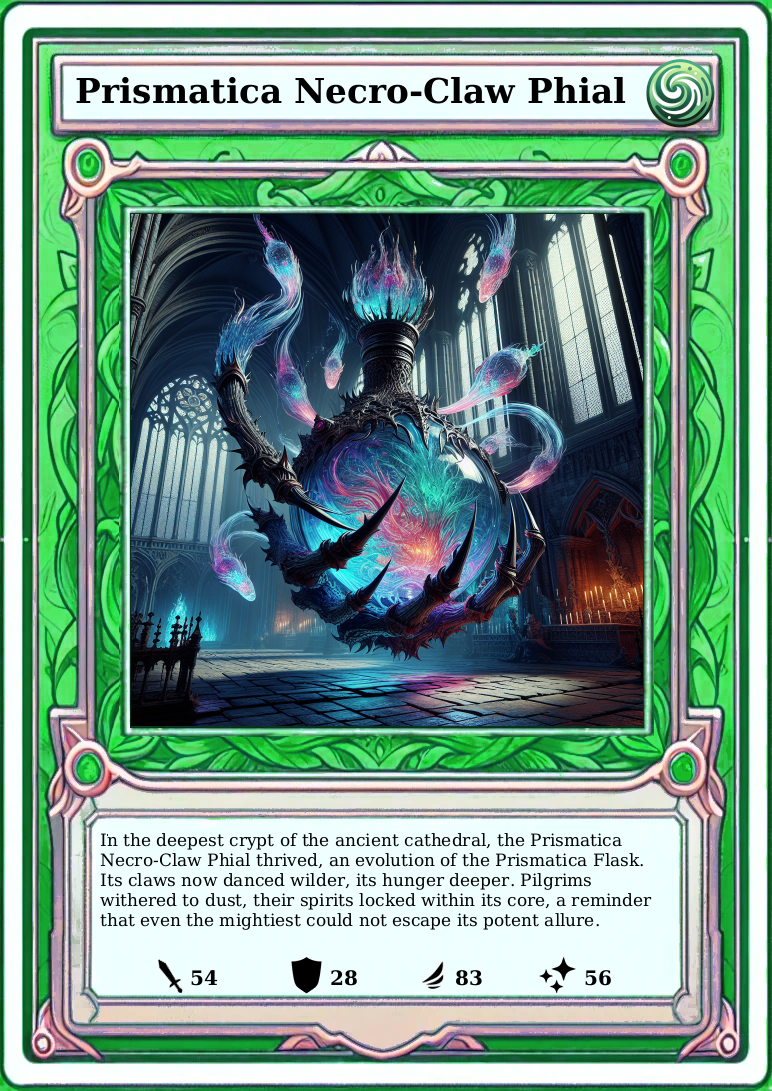 Prismatica Necro-Claw Phial
In the deepest crypt of the ancient cathedral, the Prismatica
Necro-Claw Phial thrived, an evolution of the Prismatica Flask.
Its claws now danced wilder, its hunger deeper. Pilgrims
withered to dust, their spirits locked within its core, a reminder
that even the mightiest could not escape its potent allure.
54 28 83 56